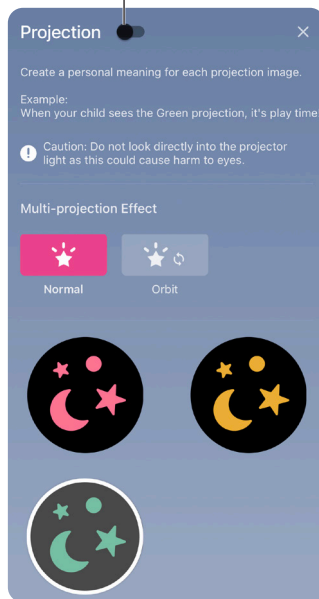 Projection
Create a personal meaning for each projection image.
Example:
When your child sees the Green projection, it's play time
Caution: Do not look directly into the projector
light as this could cause harm to eyes.
Multi-projection Effect
Normal
Orbit